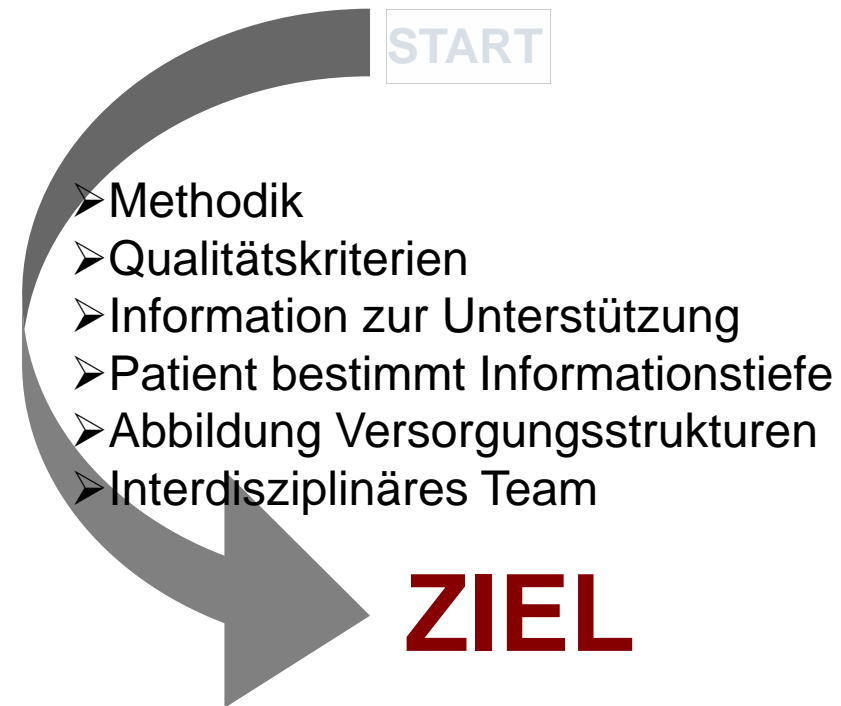 START
➢Methodik
➢Qualitätskriterien
➢Information zur Unterstützung
➢Patient bestimmt Informationstiefe
➢Abbildung Versorgungsstrukturen
➢Interdisziplinäres Team
ZIEL